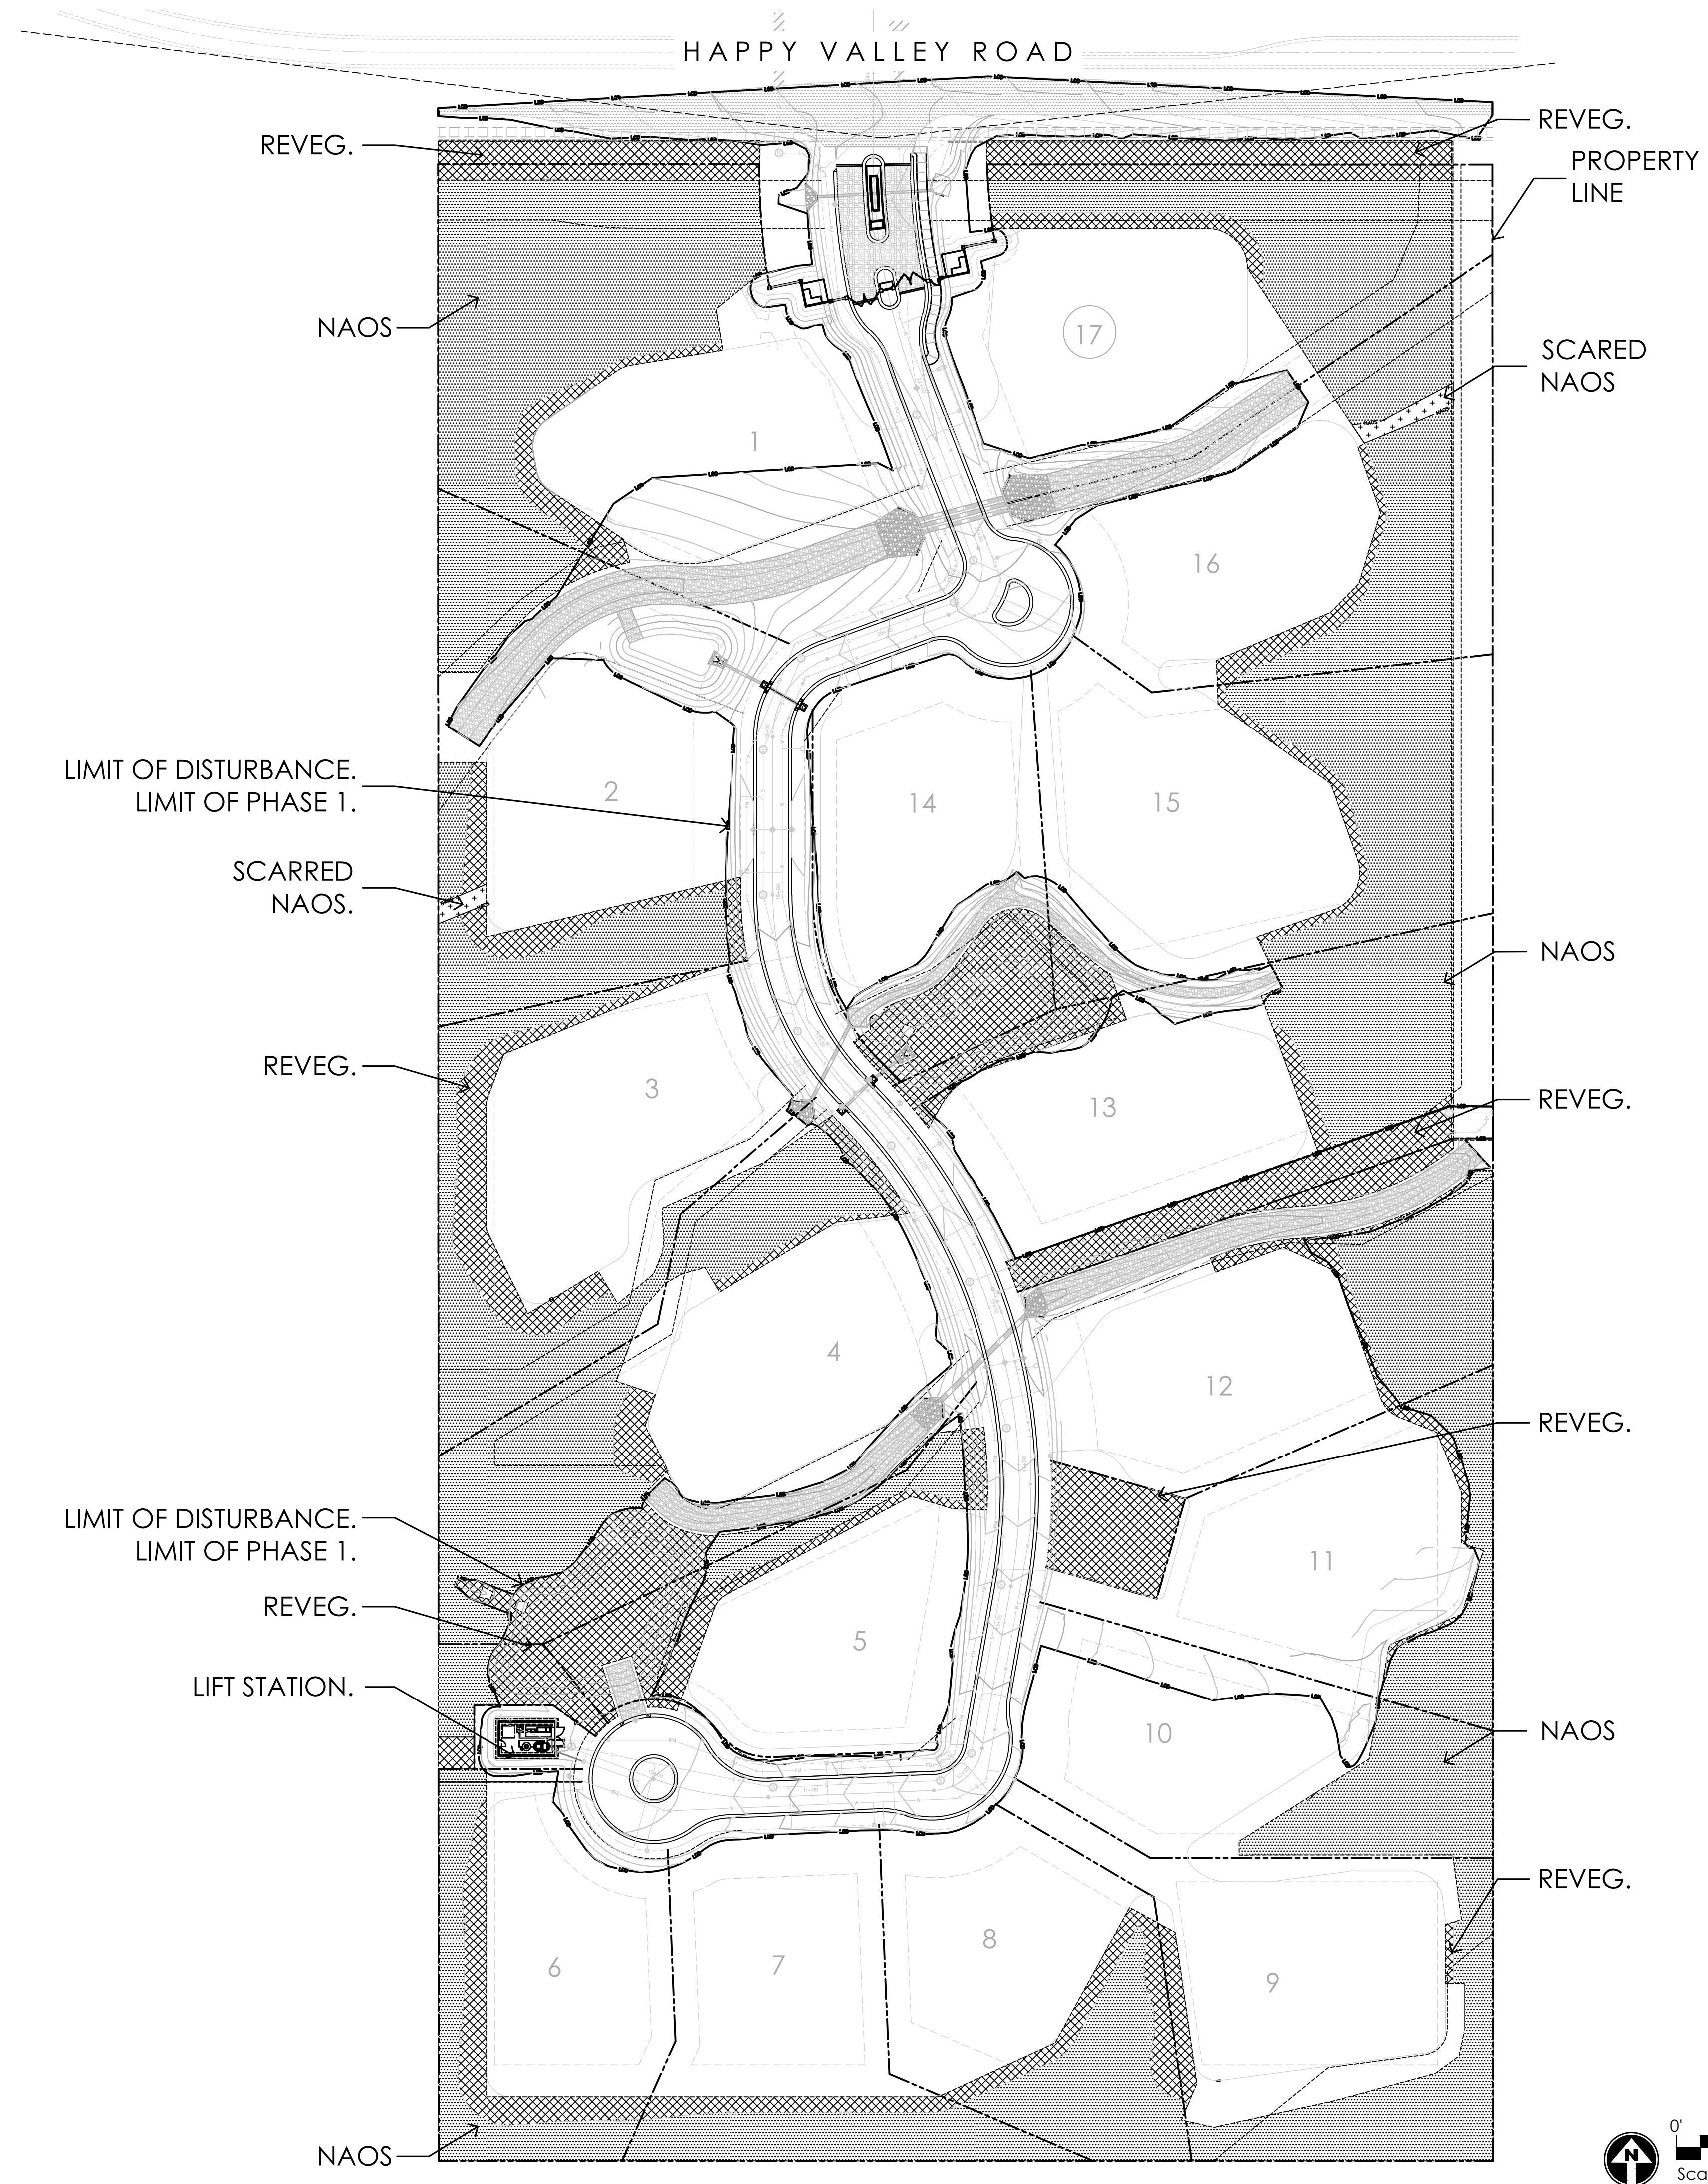 HAPPY VALLEY ROAD
REVEG.
REVEG.
PROPERTY
LINE
NAOS
17
SCARED
NAOS
1
16
LIMIT OF DISTURBANCE.
LIMIT OF PHASE 1.
2
14
15
SCARRED
NAOS.
NAOS
REVEG.
3
13
REVEG.
4
12
REVEG.
LIMIT OF DISTURBANCE.
LIMIT OF PHASE 1.
11
REVEG.
5
LIFT STATION.
10
NAOS
REVEG.
6
7
8
9
NAOS
N
0'